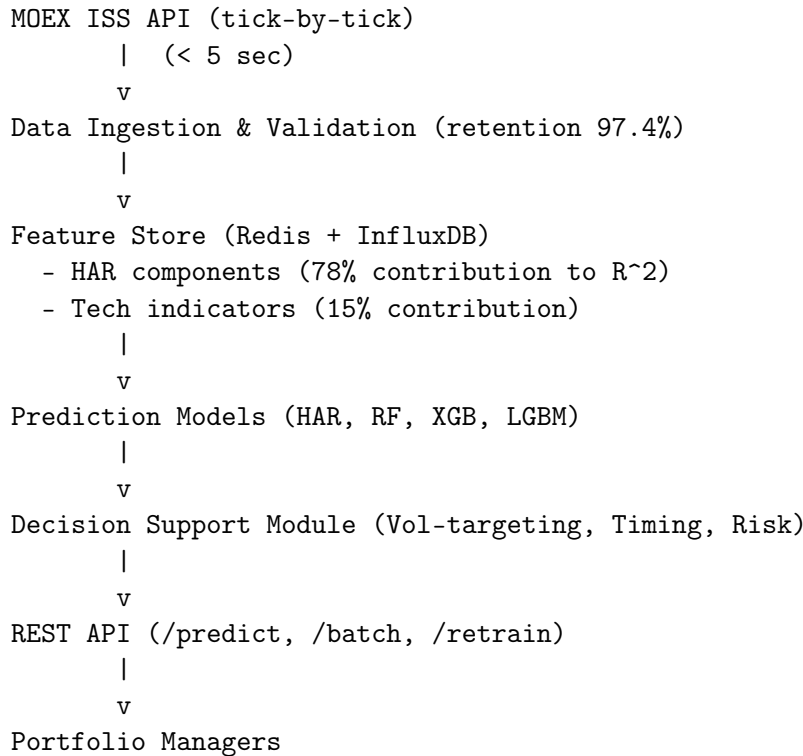 MOEX ISS API (tick-by-tick)
| (< 5 sec)
v
Data Ingestion & Validation (retention 97.4%)
|
v
Feature Store (Redis + InfluxDB)
- HAR components (78% contribution to R^2)
- Tech indicators (15% contribution)
|
v
Prediction Models (HAR, RF, XGB, LGBM)
|
v
Decision Support Module (Vol-targeting, Timing, Risk)
|
v
REST API (/predict, /batch, /retrain)
|
v
Portfolio Managers